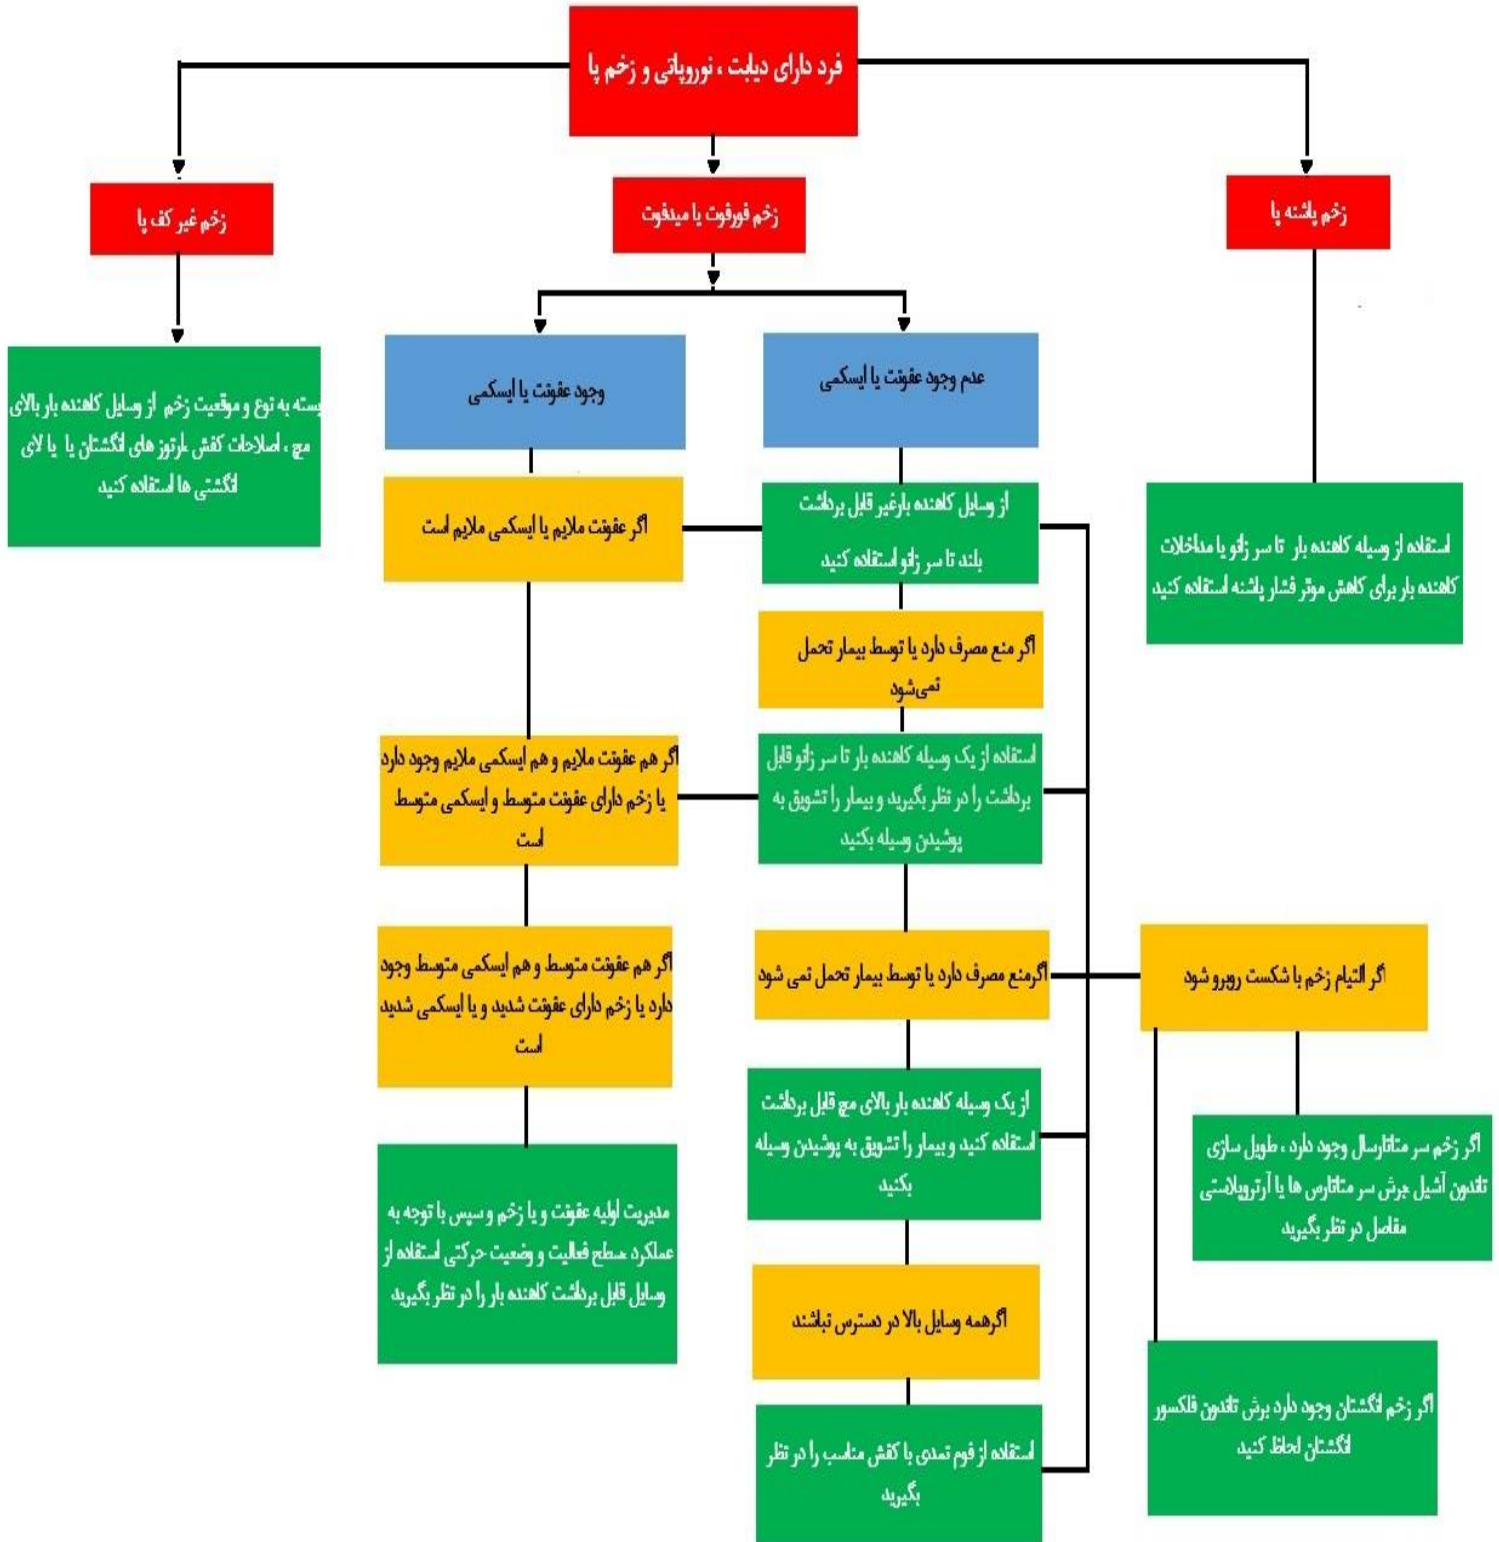 فرد دارای دیابت ، نوروپاتی و زخم پا
زخم پاشنه پا
زخم فورفوت یا میدفوت
زخم غیر کف پا
عدم وجود عفونت یا ایسکمی
وجود عفونت یا ایسکمی
بسته به نوع و موقعیت زخم از وسایل کاهنده بار بالای
مچ ، اصلاحات کفش ،ارتوز های انگشتان یا یا لای
انگشتی ها استفاده کنید
استفاده از وسیله کاهنده بار تا سر زانو یا مداخلات
کاهنده بار برای کاهش موثر فشار پاشنه استفاده کنید
از وسایل کاهنده بارغیر قابل برداشت
بلند تا سر زانو استفاده کنید
اگر عفونت ملایم یا ایسکمی ملایم است
اگر منع مصرف دارد یا توسط بیمار تحمل
نمی‌شود
استفاده از یک وسیله کاهنده بار تا سر زانو قابل
برداشت را در نظر بگیرید و بیمار را تشویق به
پوشیدن وسیله بکنید
اگر هم عفونت ملایم و هم ایسکمی ملایم وجود دارد
یا زخم دارای عفونت متوسط و ایسکمی متوسط
است
اگرمنع مصرف دارد یا توسط بیمار تحمل نمی شود
اگر هم عفونت متوسط و هم ایسکمی متوسط وجود
دارد یا زخم دارای عفونت شدید و یا ایسکمی شدید
است
اگر التیام زخم با شکست روبرو شود
از یک وسیله کاهنده بار بالای مچ قابل برداشت
استفاده کنید و بیمار را تشویق به پوشیدن وسیله
بکنید
اگر زخم سر متاتارسال وجود دارد ، طویل سازی
تاندون آشیل ،برش سر متاتارس ها یا آرتروپلاستی
مفاصل در نظر بگیرید
مدیریت اولیه عفونت و یا زخم و سپس با توجه به
عملکرد ،سطح فعالیت و وضعیت حرکتی استفاده از
وسایل قابل برداشت کاهنده بار را در نظر بگیرید
اگرهمه وسایل بالا در دسترس نباشند
اگر زخم انگشتان وجود دارد برش تاندون فلکسور
انگشتان لحاظ کنید
استفاده از فوم نمدی با کفش مناسب را در نظر
بگیرید